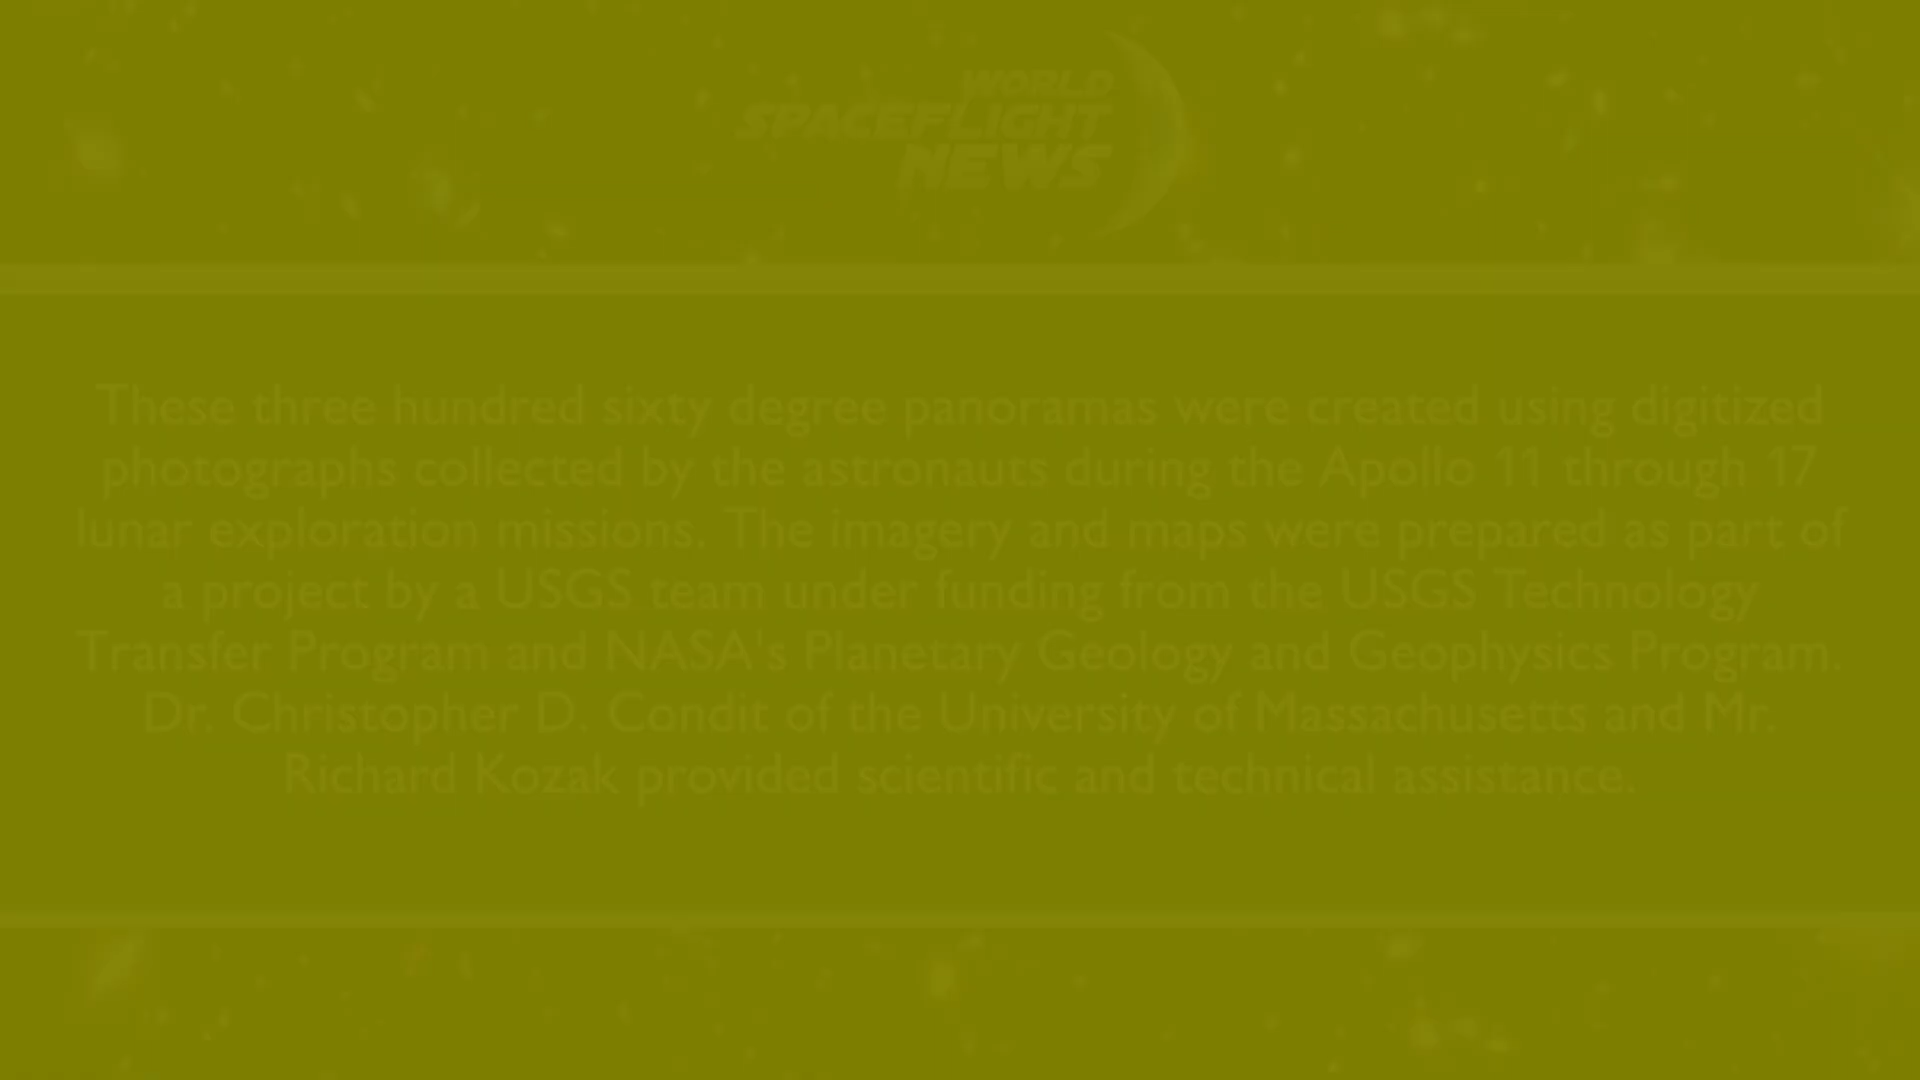 WORLD
SPACEFLIGHT
NEWS
These three hundred sixty degree panoramas were created using digitized
photographs collected by the astronauts during the Apollo 11 through 17
lunar exploration missions. The imagery and maps were prepared as part of
a project by a USGS team under funding from the USGS Technology
Transfer Program and NASA's Planetary Geology and Geophysics Program.
Dr. Christopher D. Condit of the University of Massachusetts and Mr.
Richard Kozak provided scientific and technical assistance.